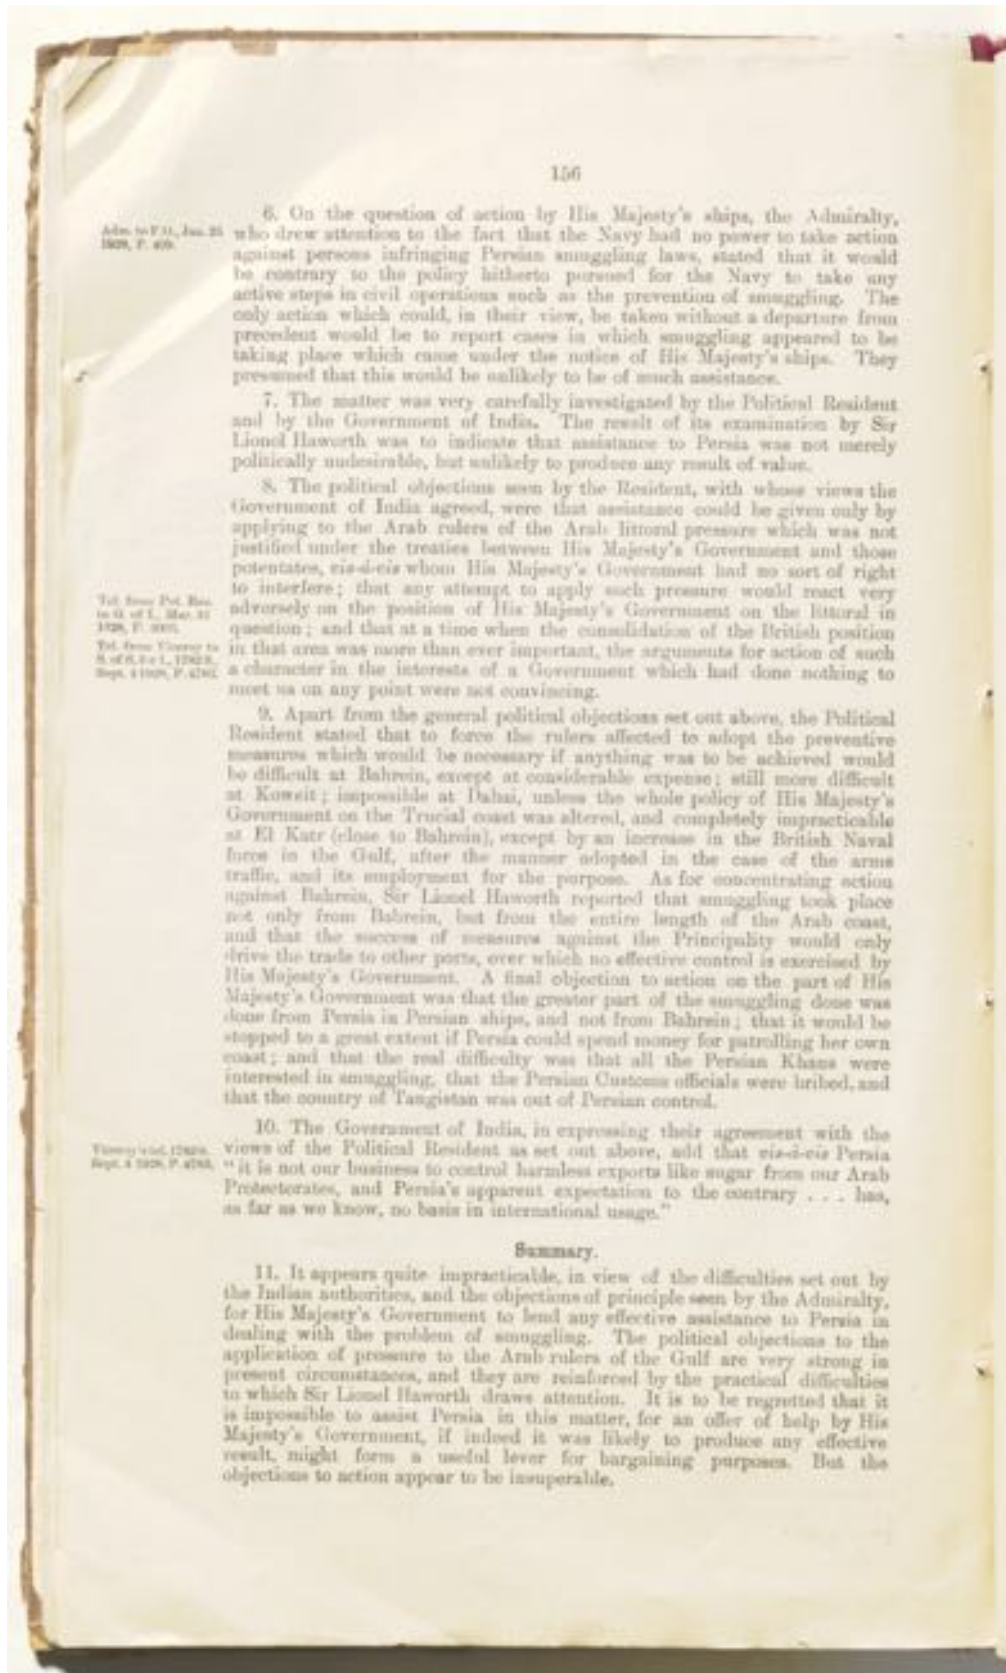 156
6. On the question of action by His Majesty's ships, the Admiralty,
Adm. to F.O., Jan. 25
1928, P.
who drew attention to the fact that the Navy had no power to take action
against persons infringing Persian smuggling laws, stated that it would
be contrary to the policy hitherto pursued for the Navy to take any
active steps in civil operations such as the prevention of smuggling. The
only action which could, in their view, be taken without a departure from
precedent would be to report cases in which smuggling appeared to be
taking place which came under the notice of His Majesty's ships. They
presumed that this would be unlikely to be of much assistance.
7. The matter was very carefully investigated by the Political Resident
and by the Government of India. The result of its examination by Sir
Lionel Haworth was to indicate that assistance to Persia was not merely
politically undesirable, but unlikely to produce any result of value.
8. The political objections seen by the Resident, with whose views the
Government of India agreed, were that assistance could be given only by
applying to the Arab rulers of the Arab littoral pressure which was not
justified under the treaties between His Majesty's Government and those
potentates, vis-à-vis whom His Majesty's Government had no sort of right
to interfere; that any attempt to apply such pressure would react very
adversely on the position of His Majesty's Government on the littoral in
question; and that at a time when the consolidation of the British position
in that area was more than ever important, the arguments for action of such
a character in the interests of a Government which had done nothing to
meet us on any point were not convincing.
Tel. from Pol. Res.
to G. of I., Mar.
1928, P.
Tel. from Viceroy to
S. of S. for I.,
Sept. 4 1928, P.
9. Apart from the general political objections set out above, the Political
Resident stated that to force the rulers affected to adopt the preventive
measures which would be necessary if anything was to be achieved would
be difficult at Bahrein, except at considerable expense; still more difficult
at Koweit; impossible at Dabai, unless the whole policy of His Majesty's
Government on the Trucial coast was altered, and completely impracticable
at El Katr (close to Bahrein), except by an increase in the British Naval
force in the Gulf, after the manner adopted in the case of the arms
traffic, and its employment for the purpose. As for concentrating action
against Bahrein, Sir Lionel Haworth reported that smuggling took place
not only from Bahrein, but from the entire length of the Arab coast,
and that the success of measures against the Principality would only
drive the trade to other ports, over which no effective control is exercised by
His Majesty's Government. A final objection to action on the part of His
Majesty's Government was that the greater part of the smuggling done was
done from Persia in Persian ships, and not from Bahrein; that it would be
stopped to a great extent if Persia could spend money for patrolling her own
coast; and that the real difficulty was that all the Persian Khans were
interested in smuggling, that the Persian Customs officials were bribed, and
that the country of Tangistan was out of Persian control.
10. The Government of India, in expressing their agreement with the
Viceroy's tel.
Sept. 4 1928, P.
views of the Political Resident as set out above, add that vis-à-vis Persia
"it is not our business to control harmless exports like sugar from our Arab
Protectorates, and Persia's apparent expectation to the contrary . . . has,
as far as we know, no basis in international usage."
Summary.
11. It appears quite impracticable, in view of the difficulties set out by
the Indian authorities, and the objections of principle seen by the Admiralty,
for His Majesty's Government to lend any effective assistance to Persia in
dealing with the problem of smuggling. The political objections to the
application of pressure to the Arab rulers of the Gulf are very strong in
present circumstances, and they are reinforced by the practical difficulties
to which Sir Lionel Haworth draws attention. It is to be regretted that it
is impossible to assist Persia in this matter, for an offer of help by His
Majesty's Government, if indeed it was likely to produce any effective
result, might form a useful lever for bargaining purposes. But the
objections to action appear to be insuperable.